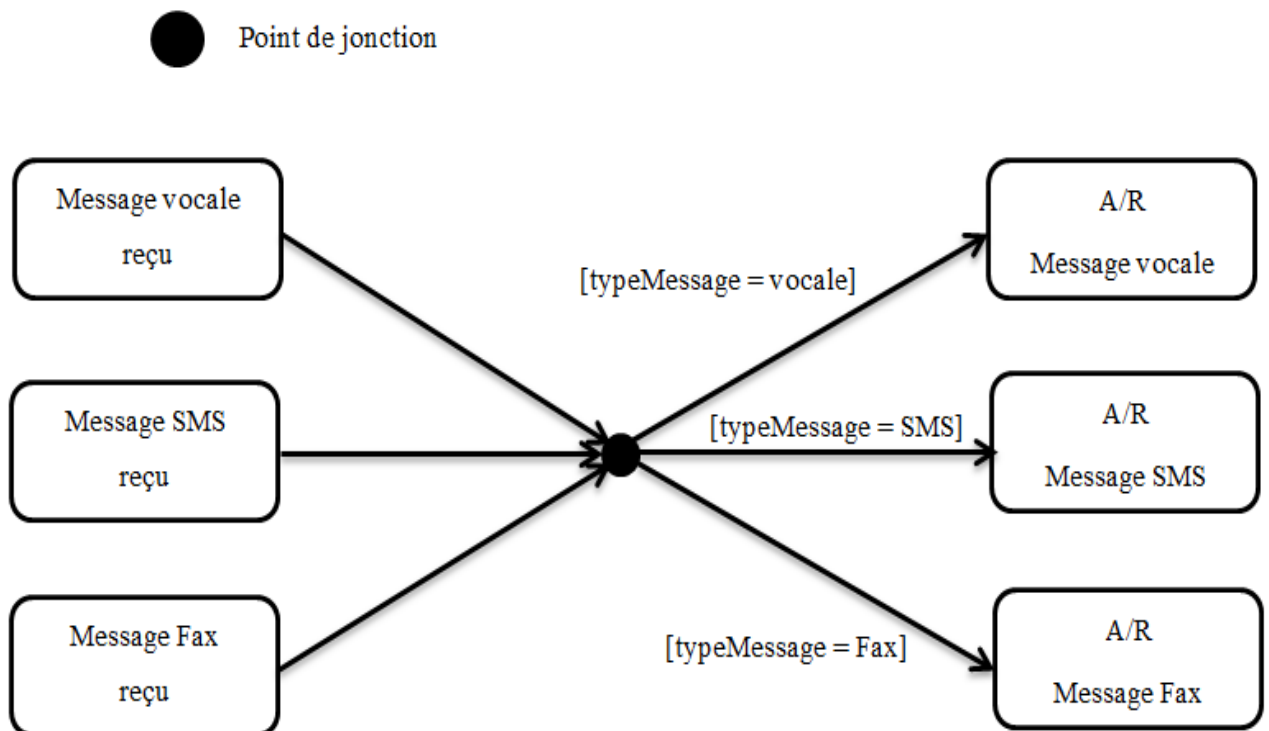 Point de jonction
Message vocale
reçu
A/R
Message vocale
[typeMessage = vocale]
Message SMS
reçu
[typeMessage = SMS]
A/R
Message SMS
Message Fax
reçu
[typeMessage = Fax]
A/R
Message Fax